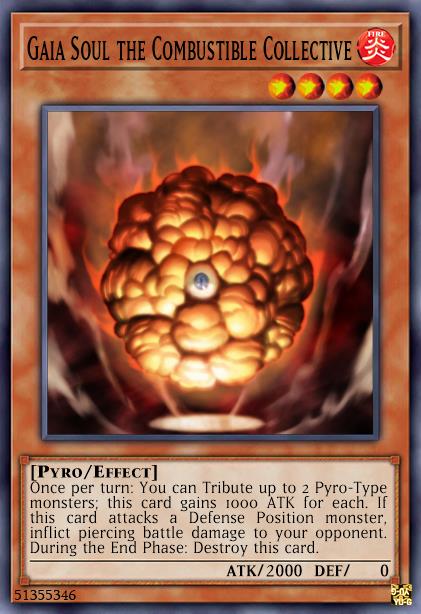 GAIA SOUL THE COMBUSTIBLE COLLECTIVE
FIRE
炎
[PYRO/EFFECT]
Once per turn: You can Tribute up to 2 Pyro-Type
monsters; this card gains 1000 ATK for each. If
this card attacks a Defense Position monster,
inflict piercing battle damage to your opponent.
During the End Phase: Destroy this card.
ATK/2000 DEF/ 0
51355346